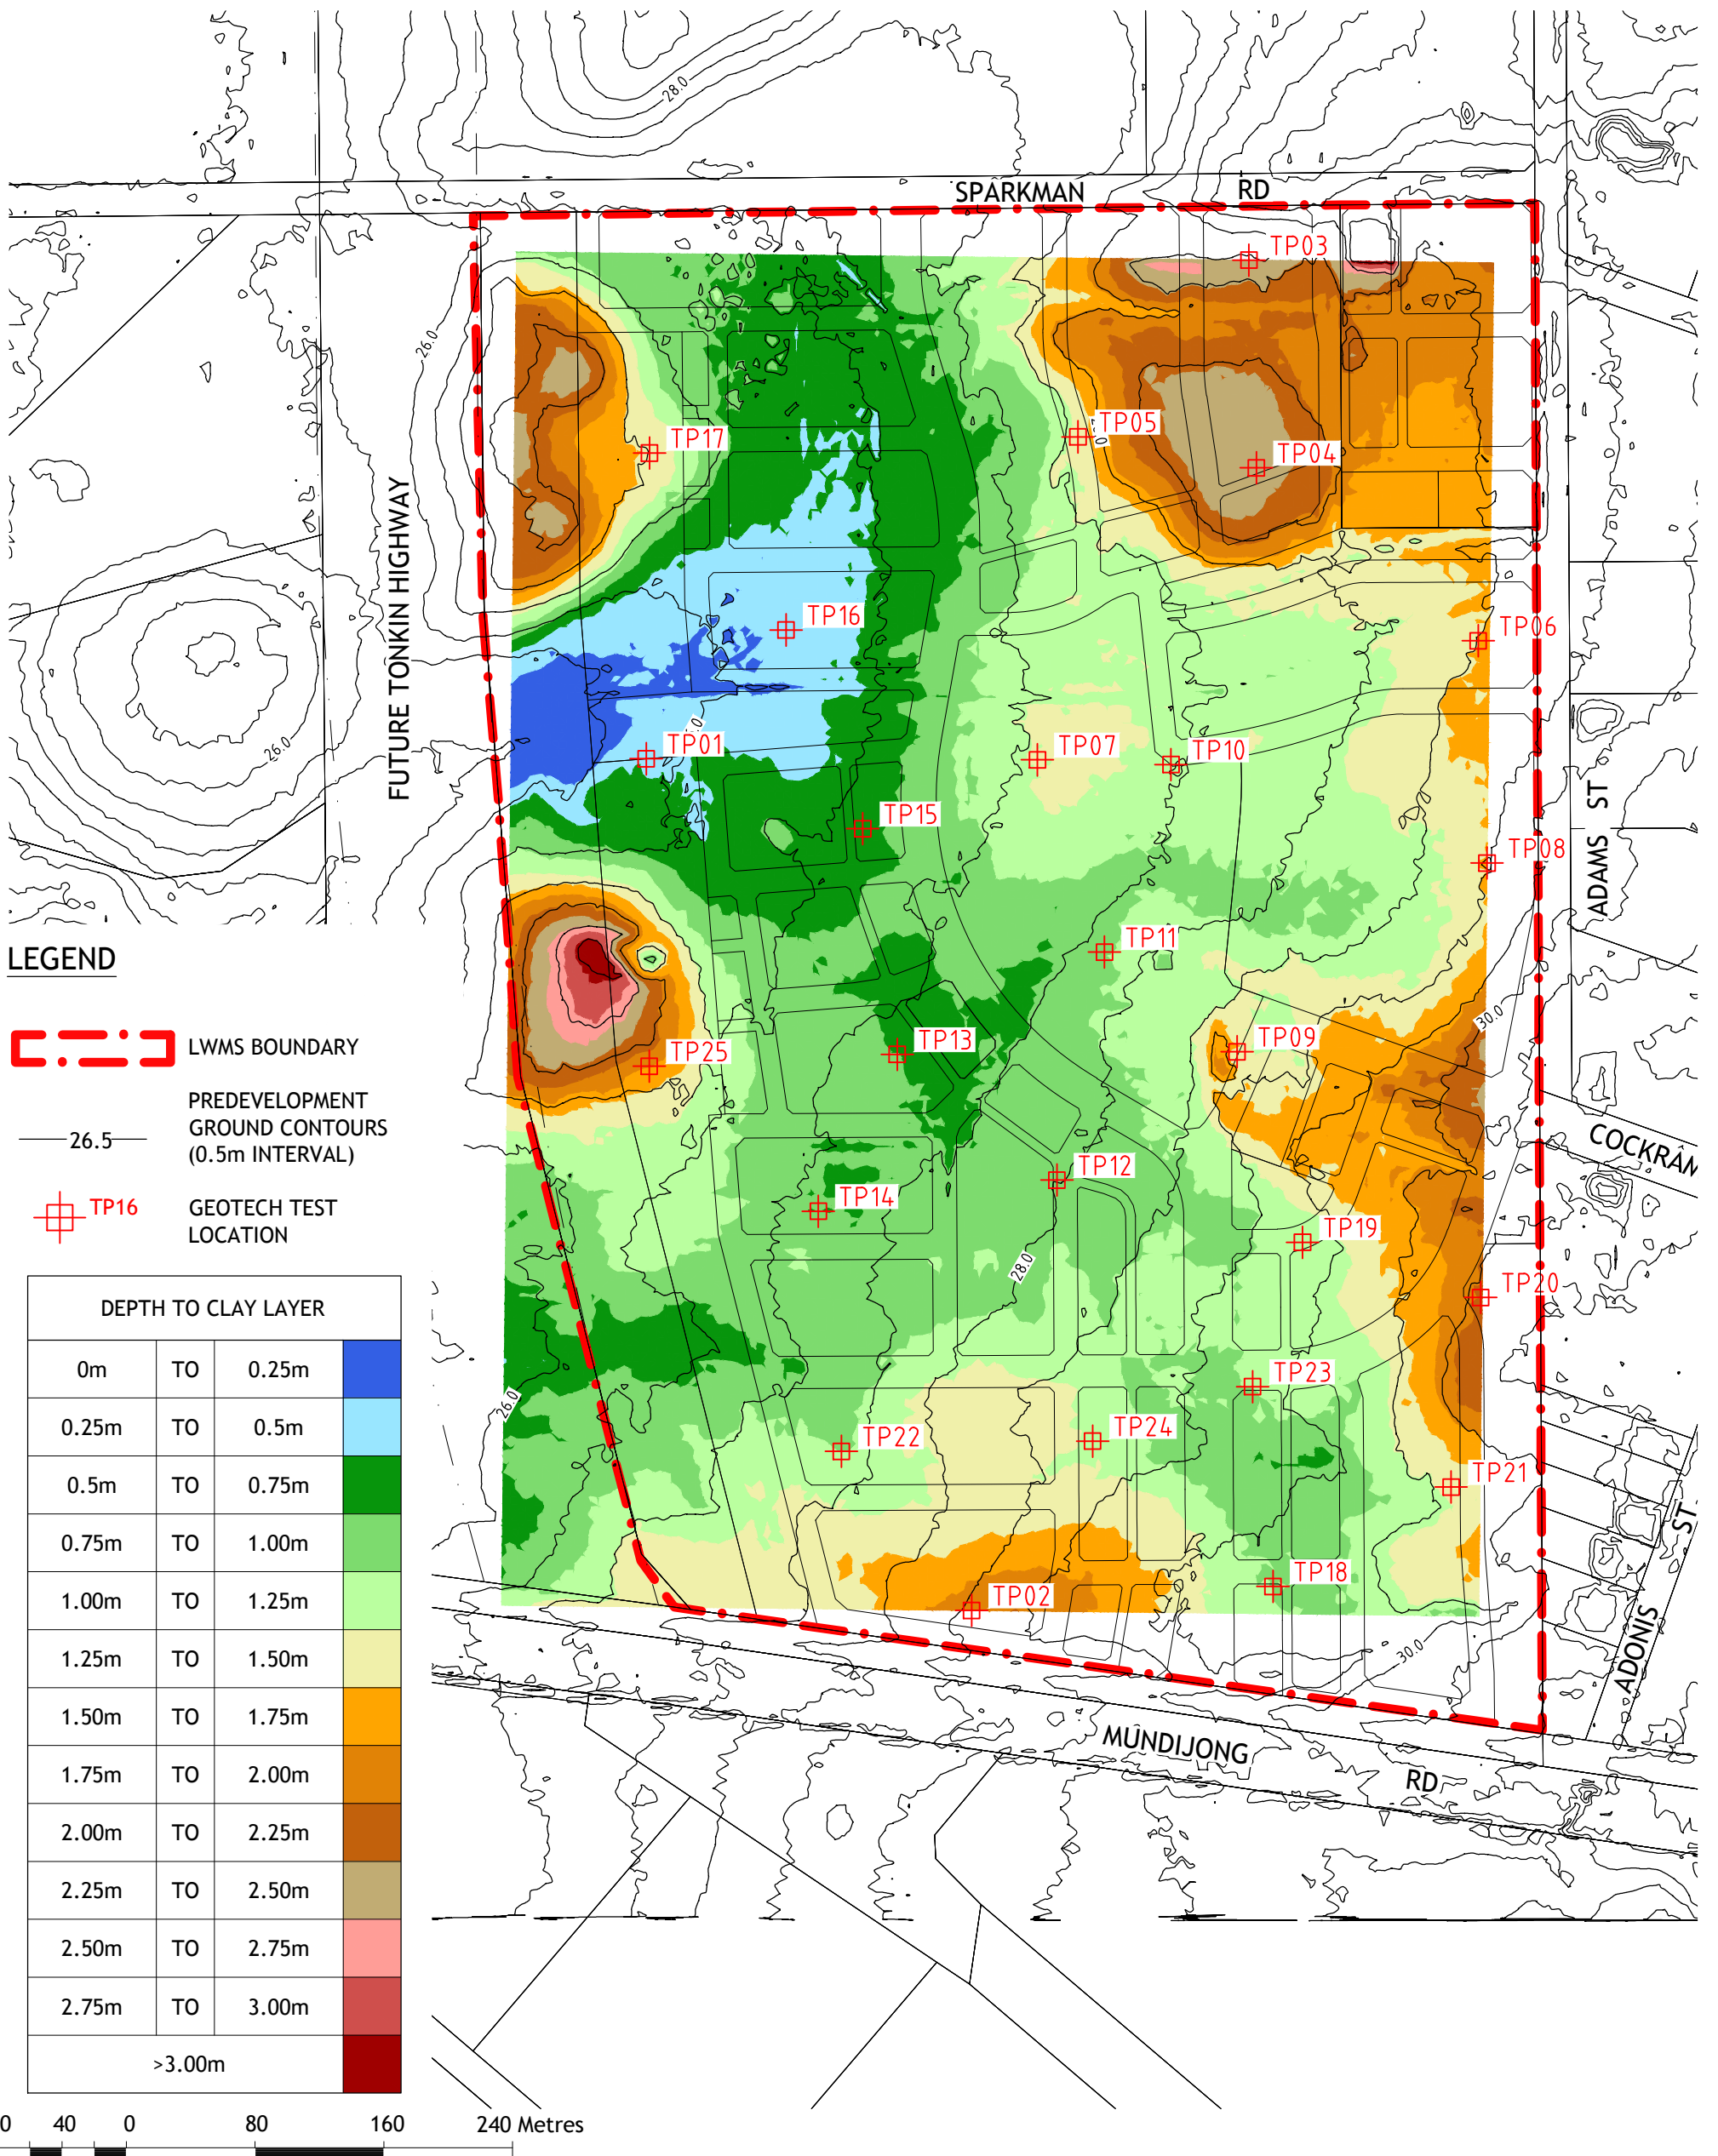 28.0
SPARKMAN RD
TP03
26.0
TP17
TP05
28.0
TP04
FUTURE TONKIN HIGHWAY
TP16
TP06
26.0
TP01
TP07
TP10
TP15
TP08
ADAMS ST
TP11
30.0
TP13
TP09
TP25
COCKRAM
TP12
TP14
TP19
28.0
TP20
TP23
26.0
TP22
TP24
TP21
ST
TP18
TP02
ADONIS
30.0
MUNDIJONG RD
LEGEND
LWMS BOUNDARY
26.5
PREDEVELOPMENT
GROUND CONTOURS
(0.5m INTERVAL)
TP16
GEOTECH TEST
LOCATION
DEPTH TO CLAY LAYER
0m TO 0.25m
0.25m TO 0.5m
0.5m TO 0.75m
0.75m TO 1.00m
1.00m TO 1.25m
1.25m TO 1.50m
1.50m TO 1.75m
1.75m TO 2.00m
2.00m TO 2.25m
2.25m TO 2.50m
2.50m TO 2.75m
2.75m TO 3.00m
>3.00m
0 40 0 80 160 240 Metres